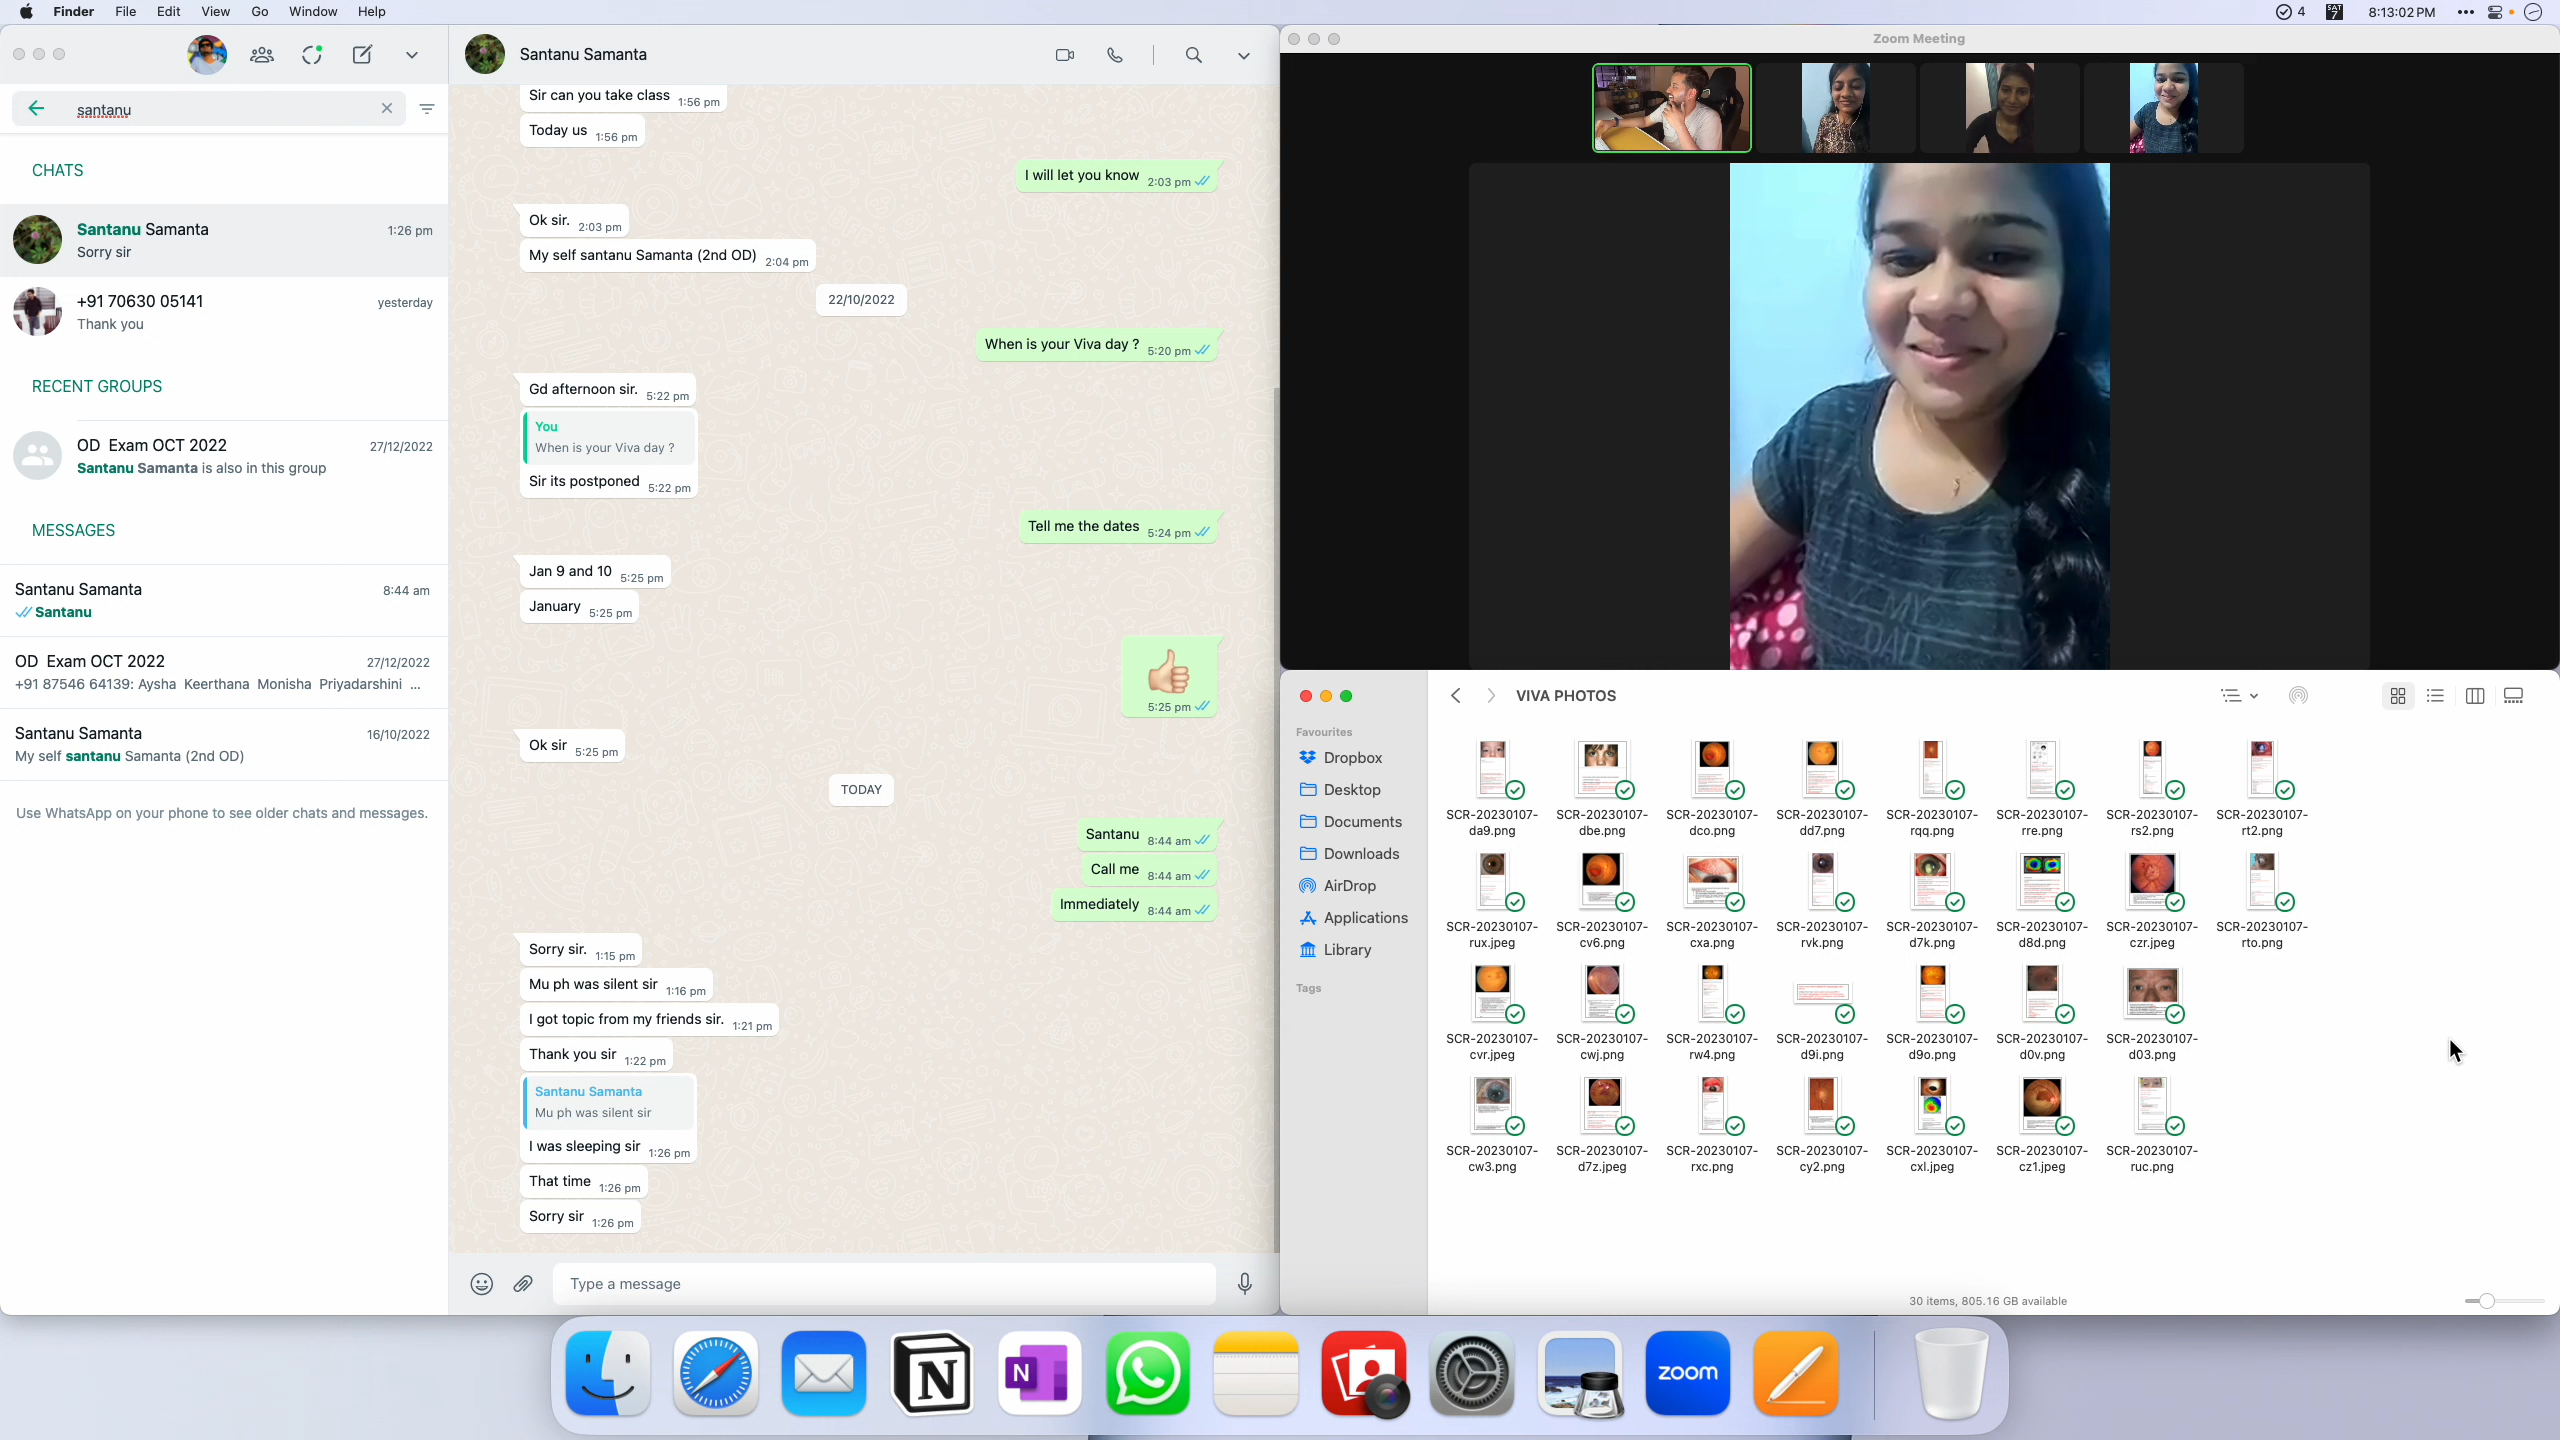 Finder File Edit View Go Window Help
4 SAT 7 8:13:02 PM
santanu
CHATS
Santanu Samanta 1:26 pm
Sorry sir
+91 70630 05141 yesterday
Thank you
RECENT GROUPS
OD Exam OCT 2022 27/12/2022
Santanu Samanta is also in this group
MESSAGES
Santanu Samanta 8:44 am
Santanu
OD Exam OCT 2022 27/12/2022
+91 87546 64139: Aysha Keerthana Monisha Priyadarshini ...
Santanu Samanta 16/10/2022
My self santanu Samanta (2nd OD)
Use WhatsApp on your phone to see older chats and messages.
Santanu Samanta
Sir can you take class 1:56 pm
Today us 1:56 pm
I will let you know 2:03 pm
Ok sir. 2:03 pm
My self santanu Samanta (2nd OD) 2:04 pm
22/10/2022
When is your Viva day ? 5:20 pm
Gd afternoon sir. 5:22 pm
You
When is your Viva day ?
Sir its postponed 5:22 pm
Tell me the dates 5:24 pm
Jan 9 and 10 5:25 pm
January 5:25 pm
5:25 pm
Ok sir 5:25 pm
TODAY
Santanu 8:44 am
Call me 8:44 am
Immediately 8:44 am
Sorry sir. 1:15 pm
Mu ph was silent sir 1:16 pm
I got topic from my friends sir. 1:21 pm
Thank you sir 1:22 pm
Santanu Samanta
Mu ph was silent sir
I was sleeping sir 1:26 pm
That time 1:26 pm
Sorry sir 1:26 pm
Type a message
Zoom Meeting
VIVA PHOTOS
Favourites
Dropbox
Desktop
Documents
Downloads
AirDrop
Applications
Library
Tags
SCR-20230107- SCR-20230107- SCR-20230107- SCR-20230107- SCR-20230107- SCR-20230107- SCR-20230107- SCR-20230107-
da9.png dbe.png dco.png dd7.png rqq.png rre.png rs2.png rt2.png
SCR-20230107- SCR-20230107- SCR-20230107- SCR-20230107- SCR-20230107- SCR-20230107- SCR-20230107- SCR-20230107-
rux.jpeg cv6.png cxa.png rvk.png d7k.png d8d.png czr.jpeg rto.png
SCR-20230107- SCR-20230107- SCR-20230107- SCR-20230107- SCR-20230107- SCR-20230107- SCR-20230107-
cvr.jpeg cwj.png rw4.png d9i.png d9o.png d0v.png d03.png
SCR-20230107- SCR-20230107- SCR-20230107- SCR-20230107- SCR-20230107- SCR-20230107- SCR-20230107-
cw3.png d7z.jpeg rxc.png cy2.png cxl.jpeg cz1.jpeg ruc.png
30 items, 805.16 GB available
N N zoom